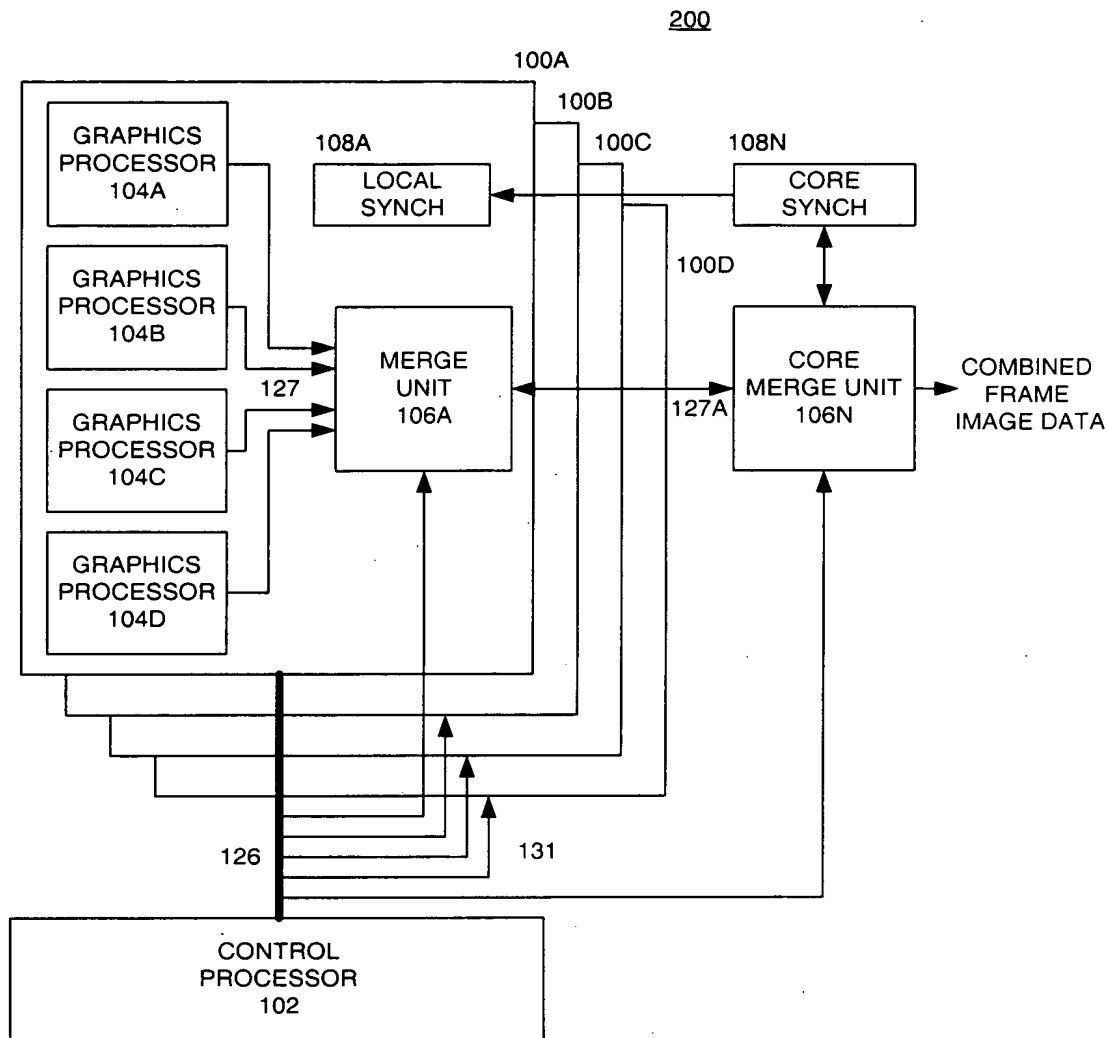 200
100A
100B
100C
100D
GRAPHICS
PROCESSOR
104A
GRAPHICS
PROCESSOR
104B
GRAPHICS
PROCESSOR
104C
GRAPHICS
PROCESSOR
104D
127
108A
LOCAL
SYNCH
108N
CORE
SYNCH
MERGE
UNIT
106A
127A
CORE
MERGE UNIT
106N
COMBINED
FRAME
IMAGE DATA
126
131
CONTROL
PROCESSOR
102